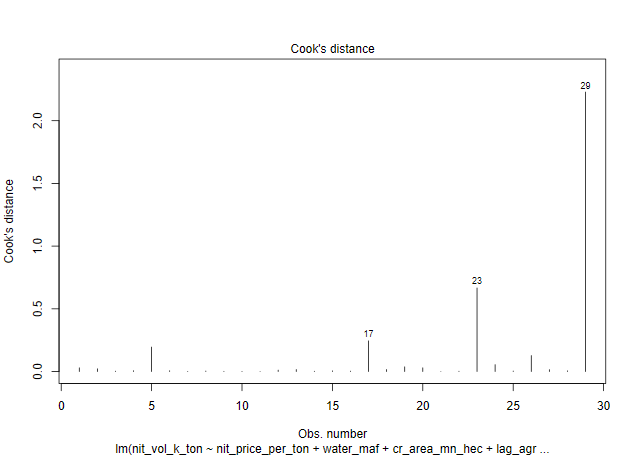 Cook's distance
29
23
17
Cook's distance
0.0 0.5 1.0 1.5 2.0
0 5 10 15 20 25 30
Obs. number
lm(nit_vol_k_ton ~ nit_price_per_ton + water_maf + cr_area_mn_hec + lag_agr ...